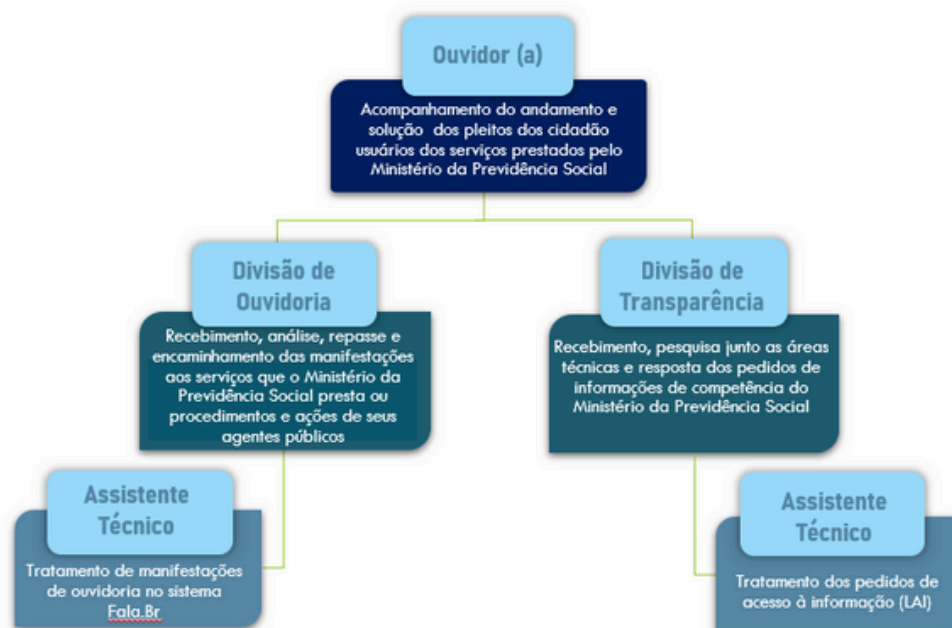 Ouvidor (a)
Acompanhamento do andamento e
solução dos pleitos dos cidadão
usuários dos serviços prestados pelo
Ministério da Previdência Social
Divisão de
Ouvidoria
Recebimento, análise, repasse e
encaminhamento das manifestações
aos serviços que o Ministério da
Previdência Social presta ou
procedimentos e ações de seus
agentes públicos
Divisão de
Transparência
Recebimento, pesquisa junto as áreas
técnicas e resposta dos pedidos de
informações de competência do
Ministério da Previdência Social
Assistente
Técnico
Tratamento de manifestações
de ouvidoria no sistema
Fala.Br
Assistente
Técnico
Tratamento dos pedidos de
acesso à informação (LAI)